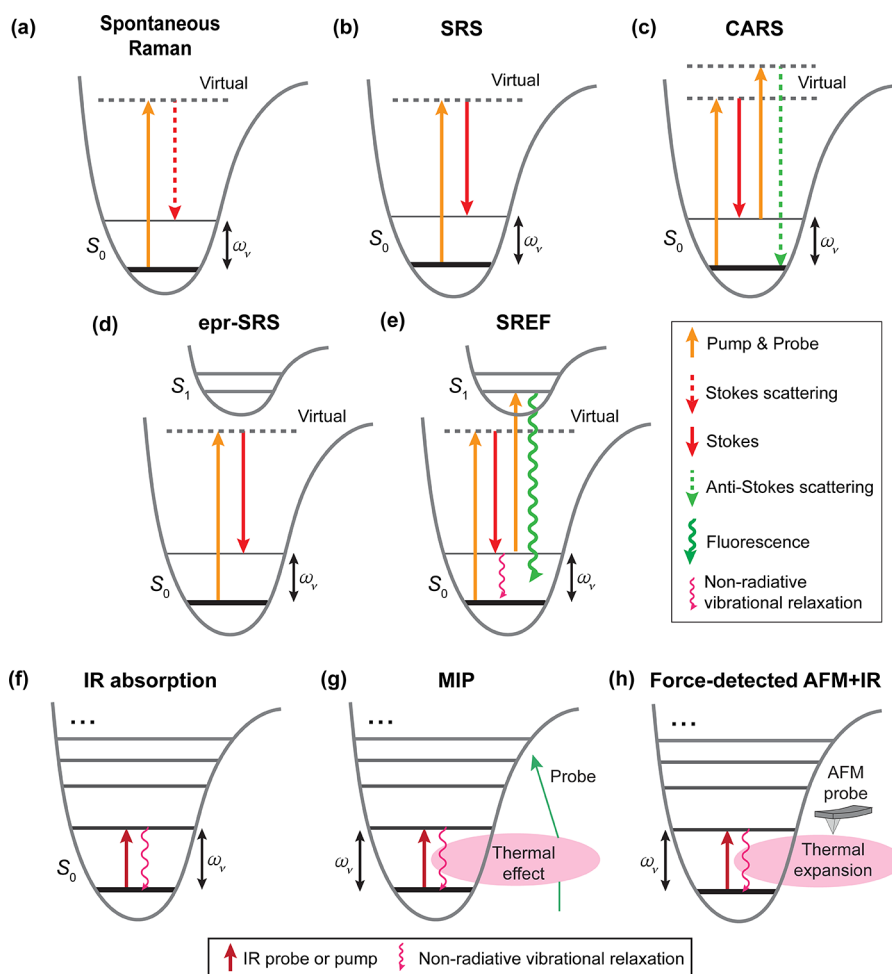 (a)
Spontaneous
Raman
Virtual
S0
ων
(b)
SRS
Virtual
S0
ων
(c)
CARS
Virtual
S0
ων
(d)
epr-SRS
S1
Virtual
S0
ων
(e)
SREF
S1
Virtual
S0
ων
Pump & Probe
Stokes scattering
Stokes
Anti-Stokes scattering
Fluorescence
Non-radiative
vibrational relaxation
(f)
IR absorption
...
S0
ων
(g)
MIP
...
Probe
ων
Thermal
effect
(h)
Force-detected AFM+IR
...
AFM
probe
ων
Thermal
expansion
IR probe or pump
Non-radiative vibrational relaxation